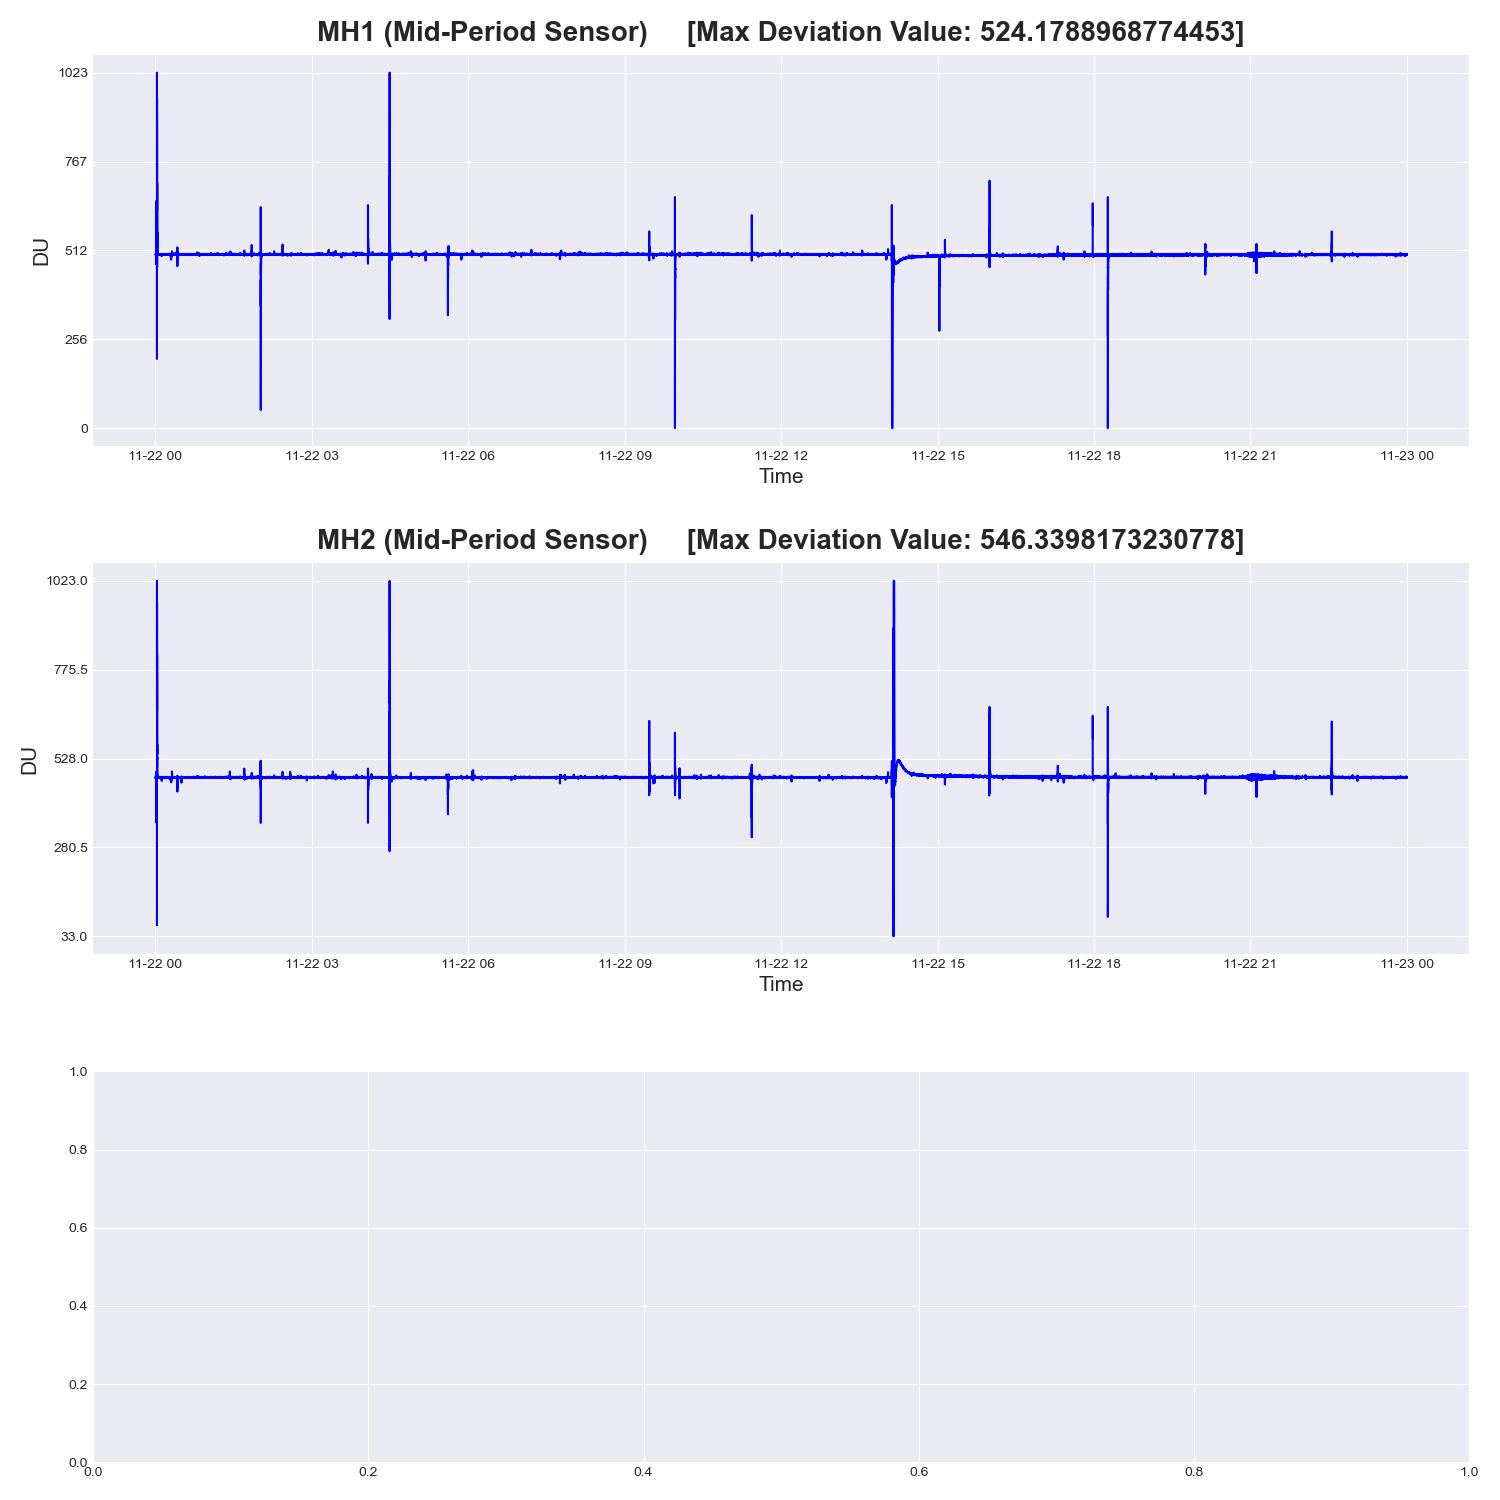 MH1 (Mid-Period Sensor) [Max Deviation Value: 524.1788968774453]
1023
767
512
256
0
DU
11-22 00 11-22 03 11-22 06 11-22 09 11-22 12 11-22 15 11-22 18 11-22 21 11-23 00
Time
MH2 (Mid-Period Sensor) [Max Deviation Value: 546.3398173230778]
1023.0
775.5
528.0
280.5
33.0
DU
11-22 00 11-22 03 11-22 06 11-22 09 11-22 12 11-22 15 11-22 18 11-22 21 11-23 00
Time
1.0
0.8
0.6
0.4
0.2
0.0
0.0 0.2 0.4 0.6 0.8 1.0